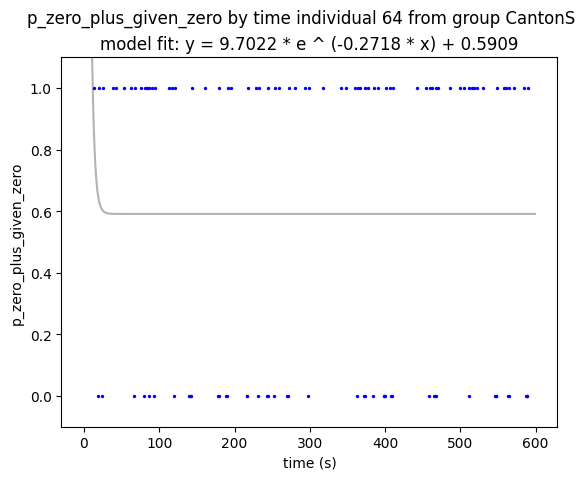 p_zero_plus_given_zero by time individual 64 from group CantonS
model fit: y = 9.7022 * e ^ (-0.2718 * x) + 0.5909
1.0
0.8
0.6
0.4
0.2
0.0
p_zero_plus_given_zero
0 100 200 300 400 500 600
time (s)